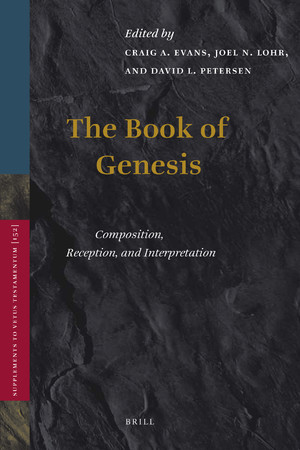 Edited by
CRAIG A. EVANS, JOEL N. LOHR,
AND DAVID L. PETERSEN
The Book of
Genesis
Composition,
Reception, and Interpretation
SUPPLEMENTS TO VETUS TESTAMENTUM [152]
BRILL